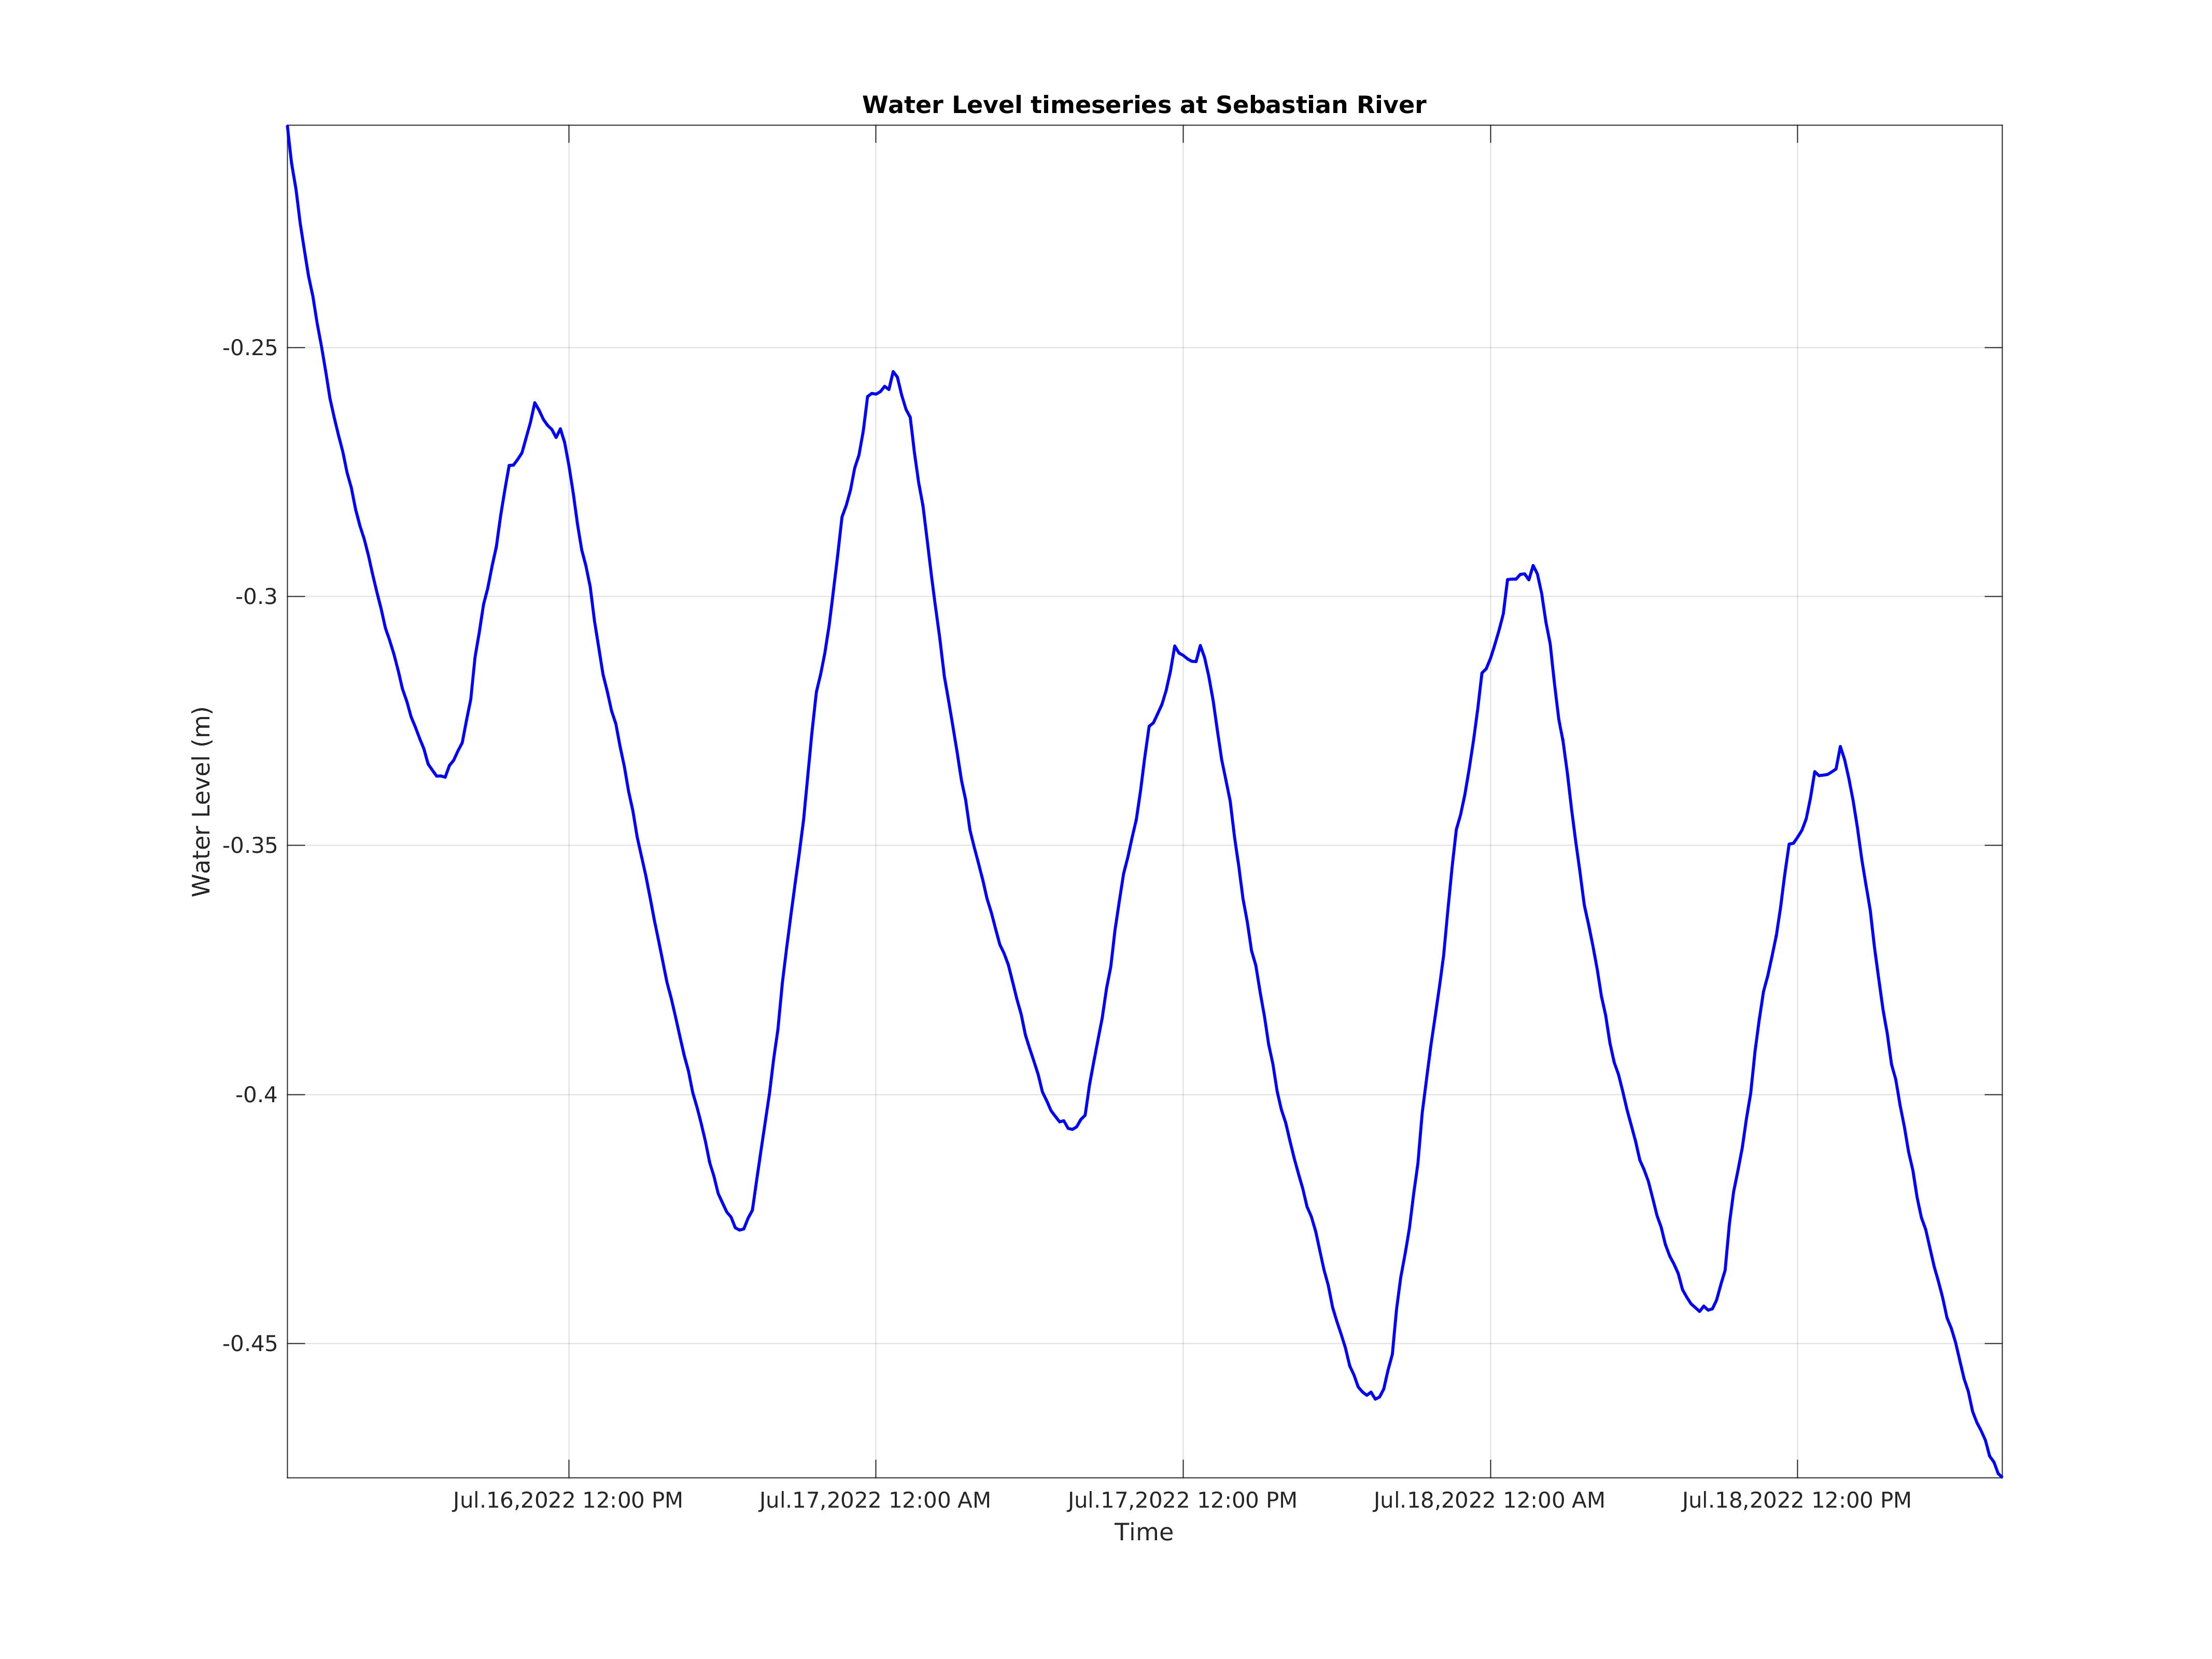 Water Level timeseries at Sebastian River
-0.25
-0.3
-0.35
-0.4
-0.45
Water Level (m)
Jul.16,2022 12:00 PM
Jul.17,2022 12:00 AM
Jul.17,2022 12:00 PM
Jul.18,2022 12:00 AM
Jul.18,2022 12:00 PM
Time